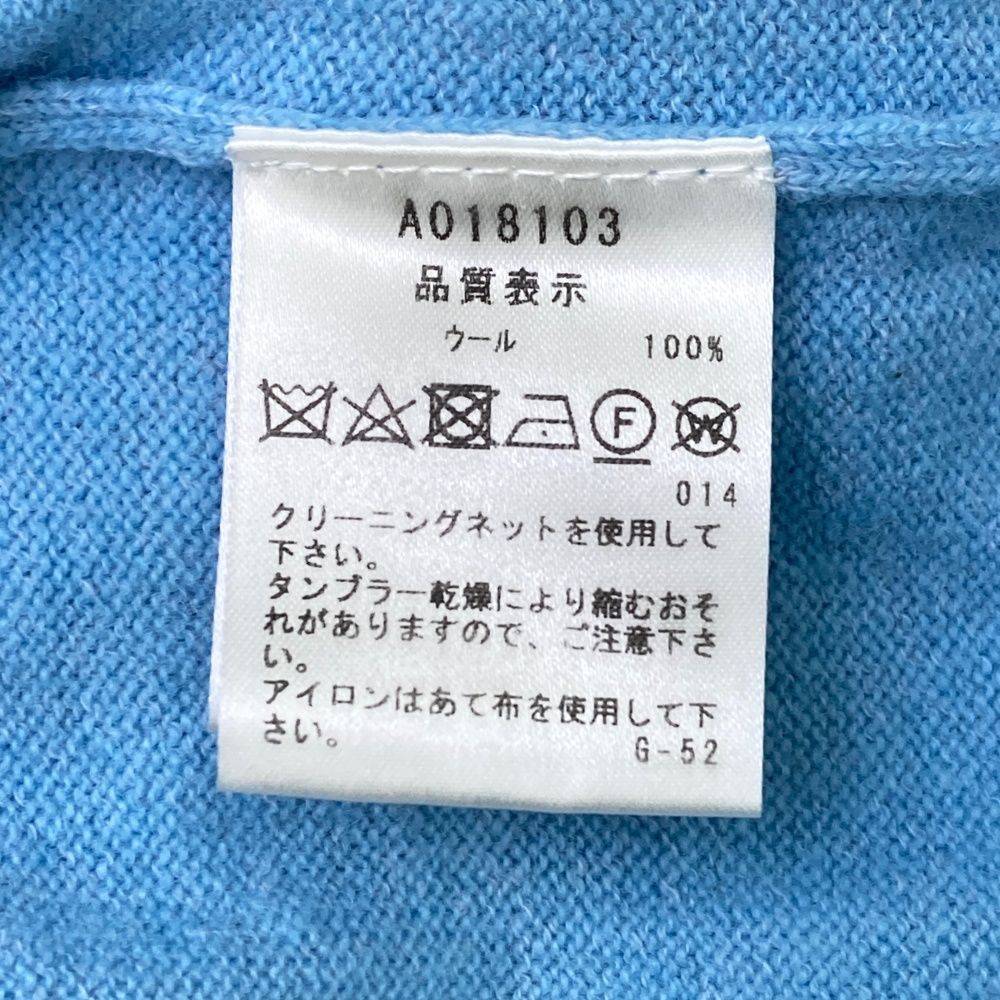 A018103
品質表示
ウール 100%
F W
014
クリーニングネットを使用して
下さい。
タンブラー乾燥により縮むおそ
れがありますので、ご注意下さ
い。
アイロンはあて布を使用して下
さい。 G-52